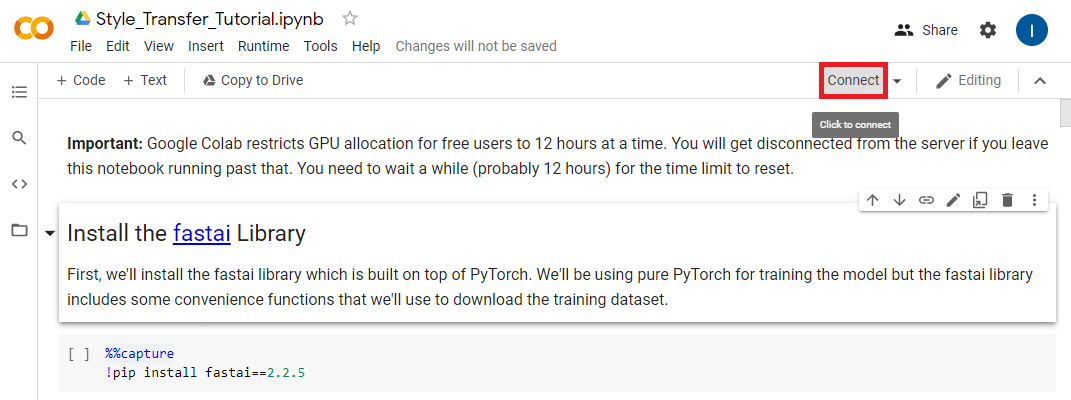 Style_Transfer_Tutorial.ipynb
File Edit View Insert Runtime Tools Help Changes will not be saved
Share
I
+ Code + Text Copy to Drive
Connect
Editing
Click to connect
Important: Google Colab restricts GPU allocation for free users to 12 hours at a time. You will get disconnected from the server if you leave
this notebook running past that. You need to wait a while (probably 12 hours) for the time limit to reset.
Install the fastai Library
First, we'll install the fastai library which is built on top of PyTorch. We'll be using pure PyTorch for training the model but the fastai library
includes some convenience functions that we'll use to download the training dataset.
[ ] %%capture
!pip install fastai==2.2.5